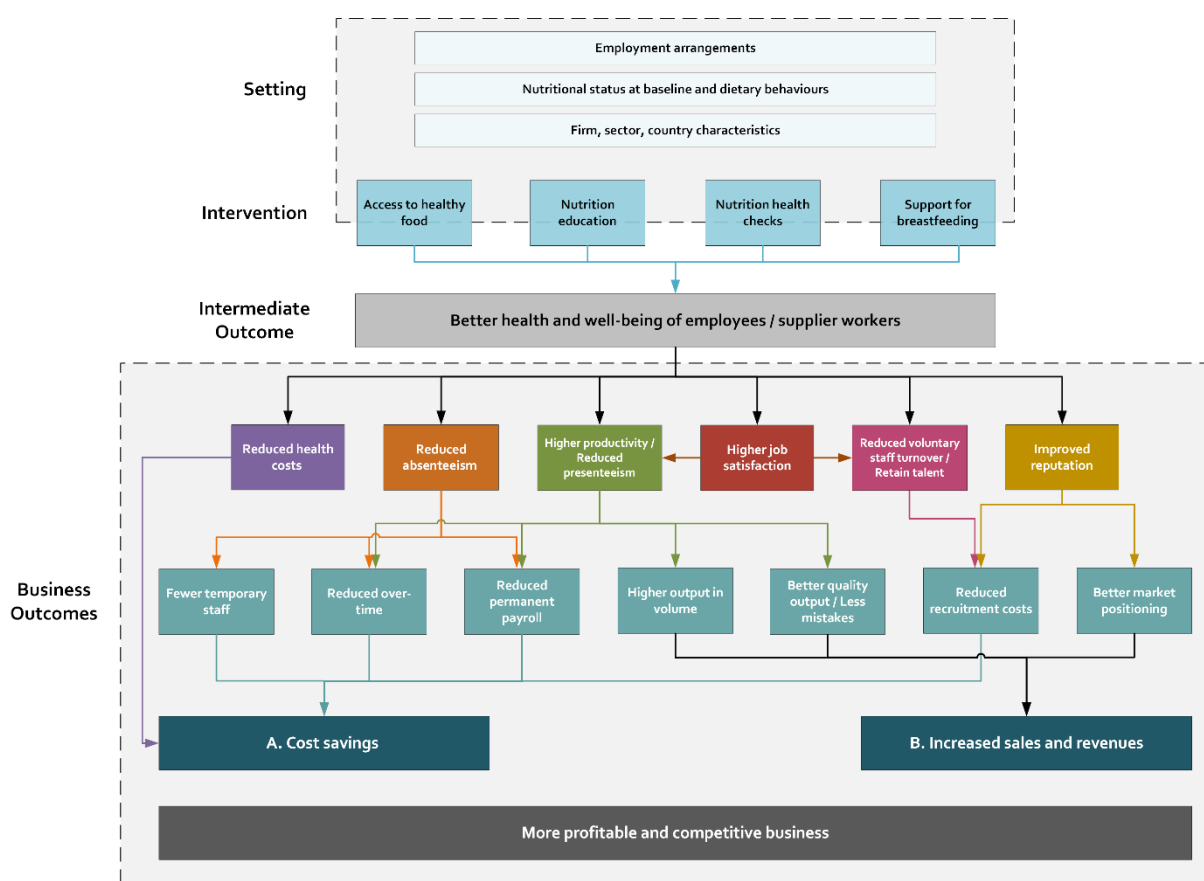 Setting
Employment arrangements
Nutritional status at baseline and dietary behaviours
Firm, sector, country characteristics
Intervention
Access to healthy
food
Nutrition
education
Nutrition health
checks
Support for
breastfeeding
Intermediate
Outcome
Better health and well-being of employees / supplier workers
Reduced health
costs
Reduced
absenteeism
Higher productivity /
Reduced
presenteeism
Higher job
satisfaction
Reduced voluntary
staff turnover /
Retain talent
Improved
reputation
Business
Outcomes
Fewer temporary
staff
Reduced over-
time
Reduced
permanent
payroll
Higher output in
volume
Better quality
output / Less
mistakes
Reduced
recruitment costs
Better market
positioning
A. Cost savings
B. Increased sales and revenues
More profitable and competitive business